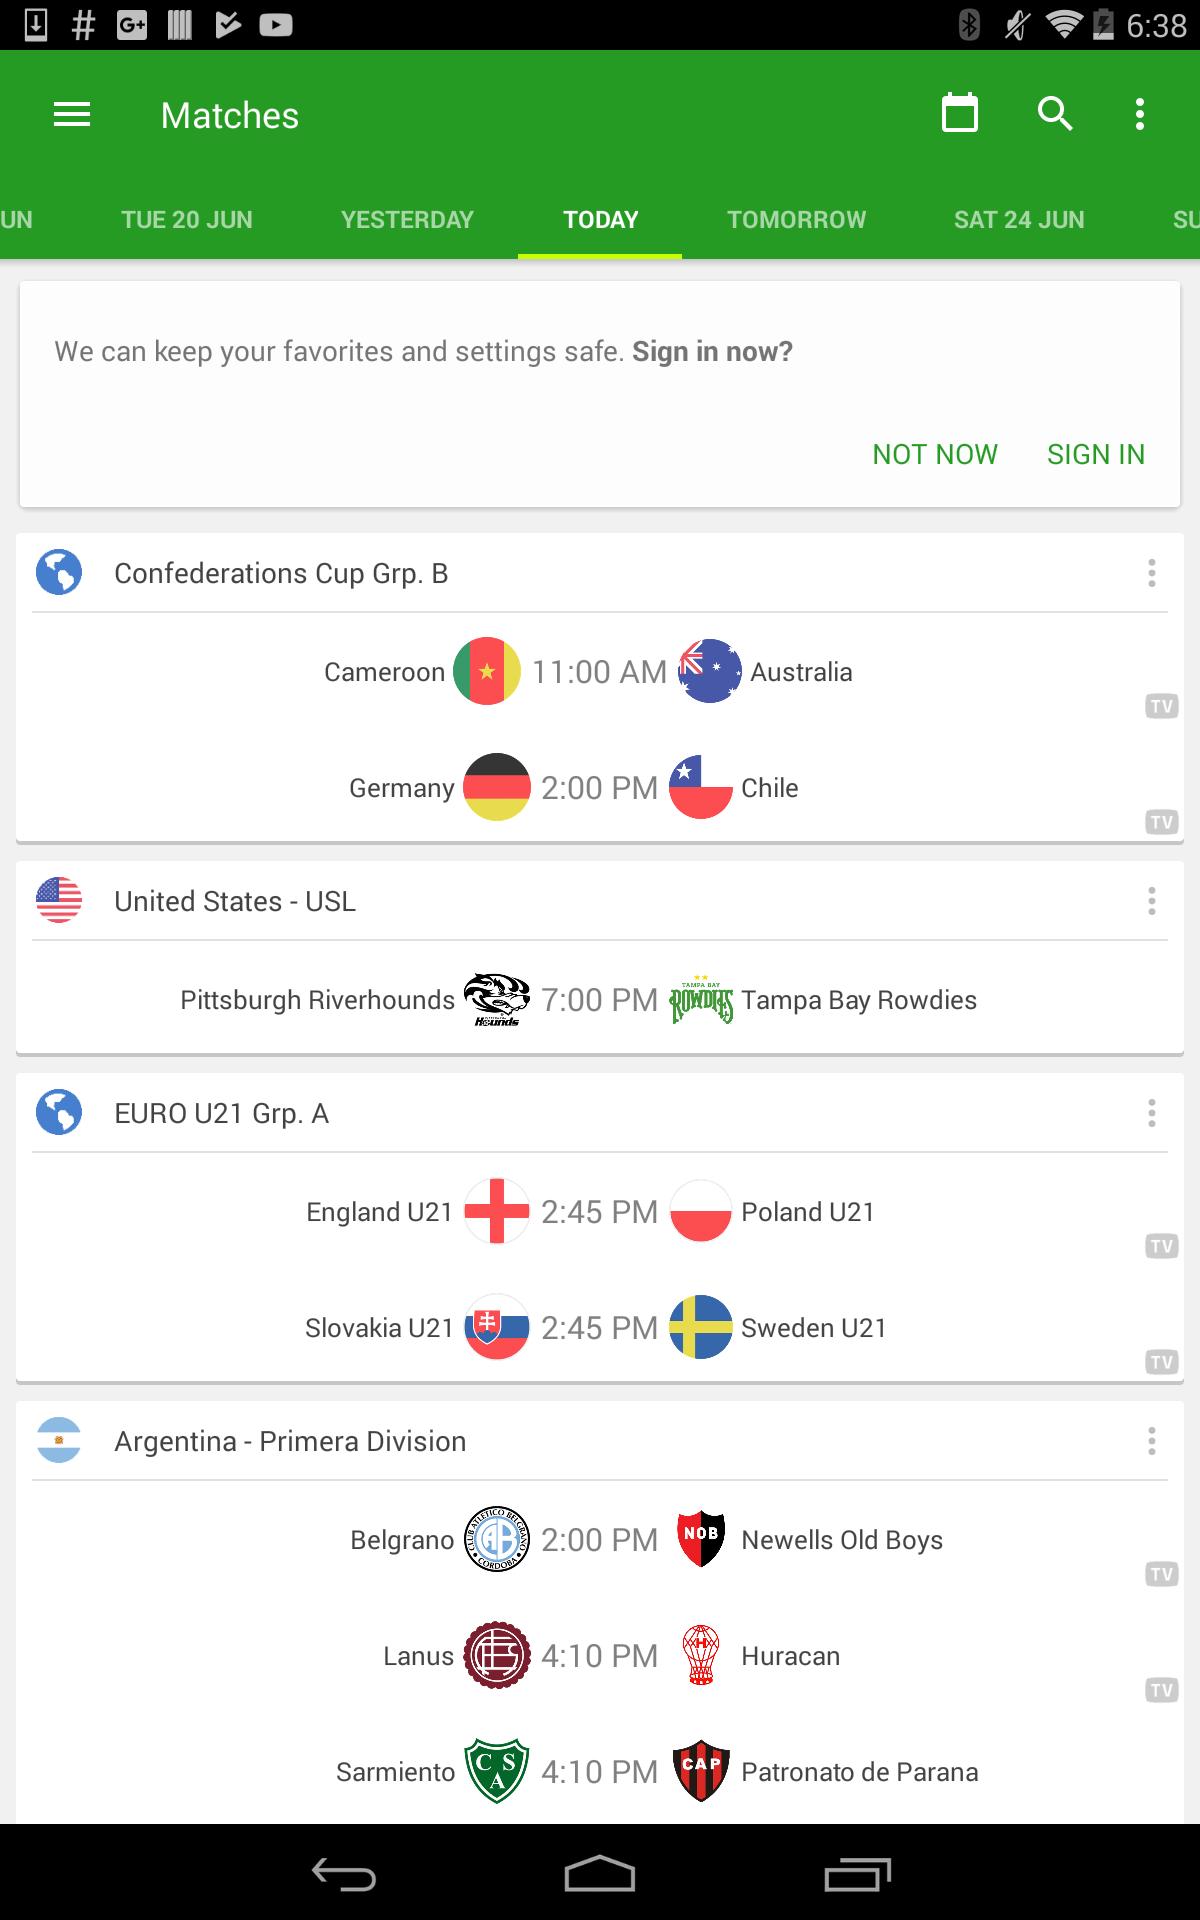 6:38
Matches
UN TUE 20 JUN YESTERDAY TODAY TOMORROW SAT 24 JUN SU
We can keep your favorites and settings safe. Sign in now?
NOT NOW SIGN IN
Confederations Cup Grp. B
Cameroon 11:00 AM Australia
TV
Germany 2:00 PM Chile
TV
United States - USL
Pittsburgh Riverhounds HOUNDS 7:00 PM TAMPA BAY ROWDIES Tampa Bay Rowdies
EURO U21 Grp. A
England U21 2:45 PM Poland U21
TV
Slovakia U21 2:45 PM Sweden U21
TV
Argentina - Primera Division
Belgrano CLUB ATLETICO BELGRANO CORDOBA CAB 2:00 PM NOB Newells Old Boys
TV
Lanus 4:10 PM H Huracan
TV
Sarmiento CSA 4:10 PM CAP Patronato de Parana